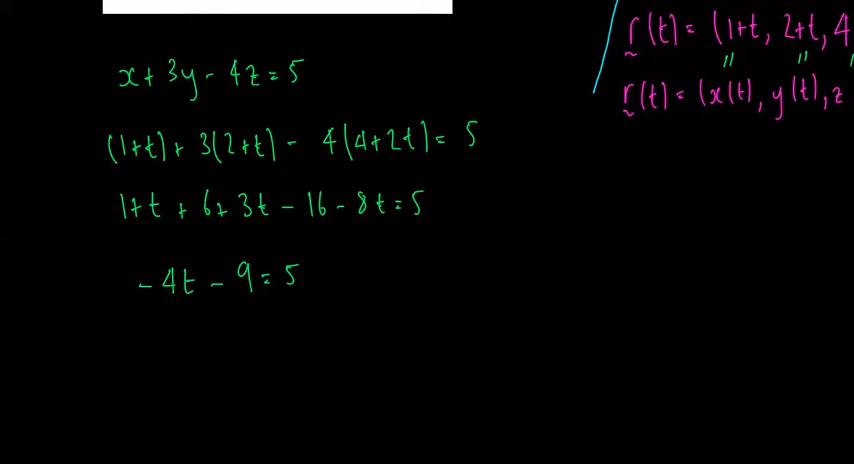 x + 3y - 4z = 5
(1+t) + 3(2+t) - 4(4+2t) = 5
1+t + 6+3t - 16 - 8t = 5
-4t - 9 = 5
r(t) = (1+t, 2+t, 4
" " "
r(t) = (x(t), y(t), z